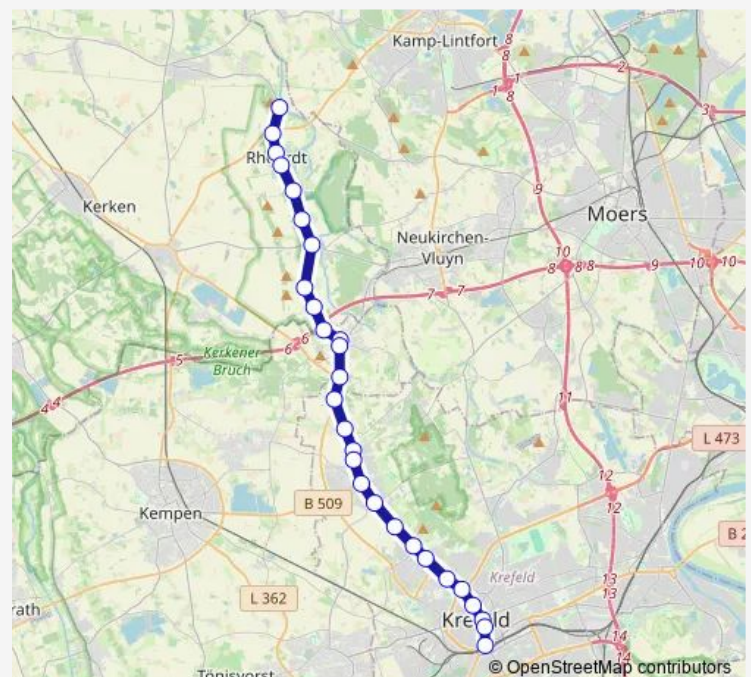 Kamp-Lintfort
8
8
1
1
8
2
3
Rheurdt
Kerken
9
Moers
Neukirchen-
Vluyn
10
8
8 8
9
10
10
7
7
6
6
5
Kerkener
Bruch
4 4
11
L 473
12
12
B 509
Kempen
B 2
Krefeld
13
13
L 362
rath
Krefeld
14
14
Tönisvorst
© OpenStreetMap contributors